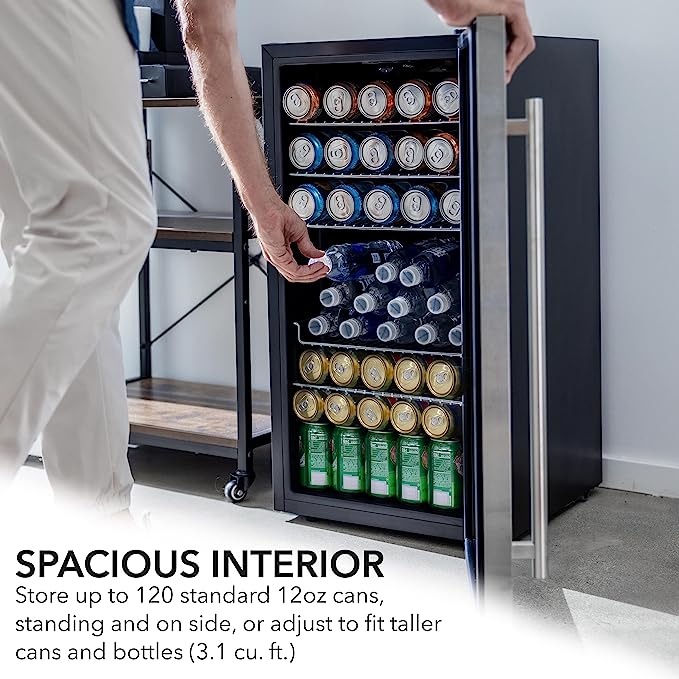 SPACIOUS INTERIOR
Store up to 120 standard 12oz cans,
standing and on side, or adjust to fit taller
cans and bottles (3.1 cu. ft.)